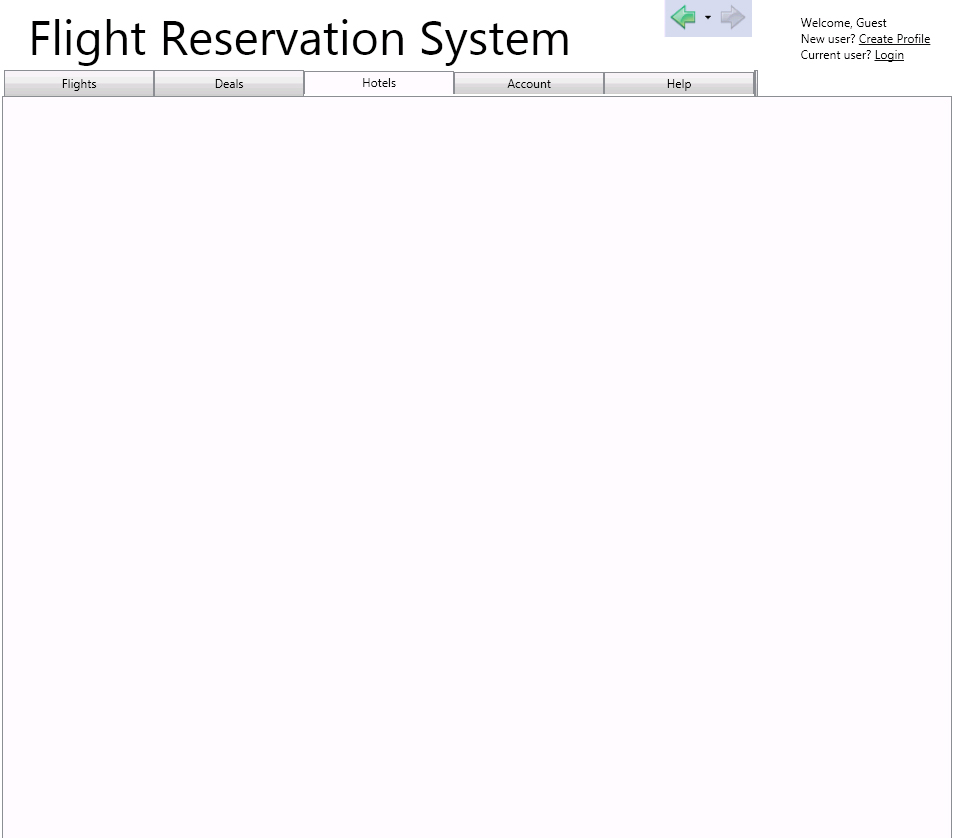 Flight Reservation System
Welcome, Guest
New user? Create Profile
Current user? Login
Flights
Deals
Hotels
Account
Help